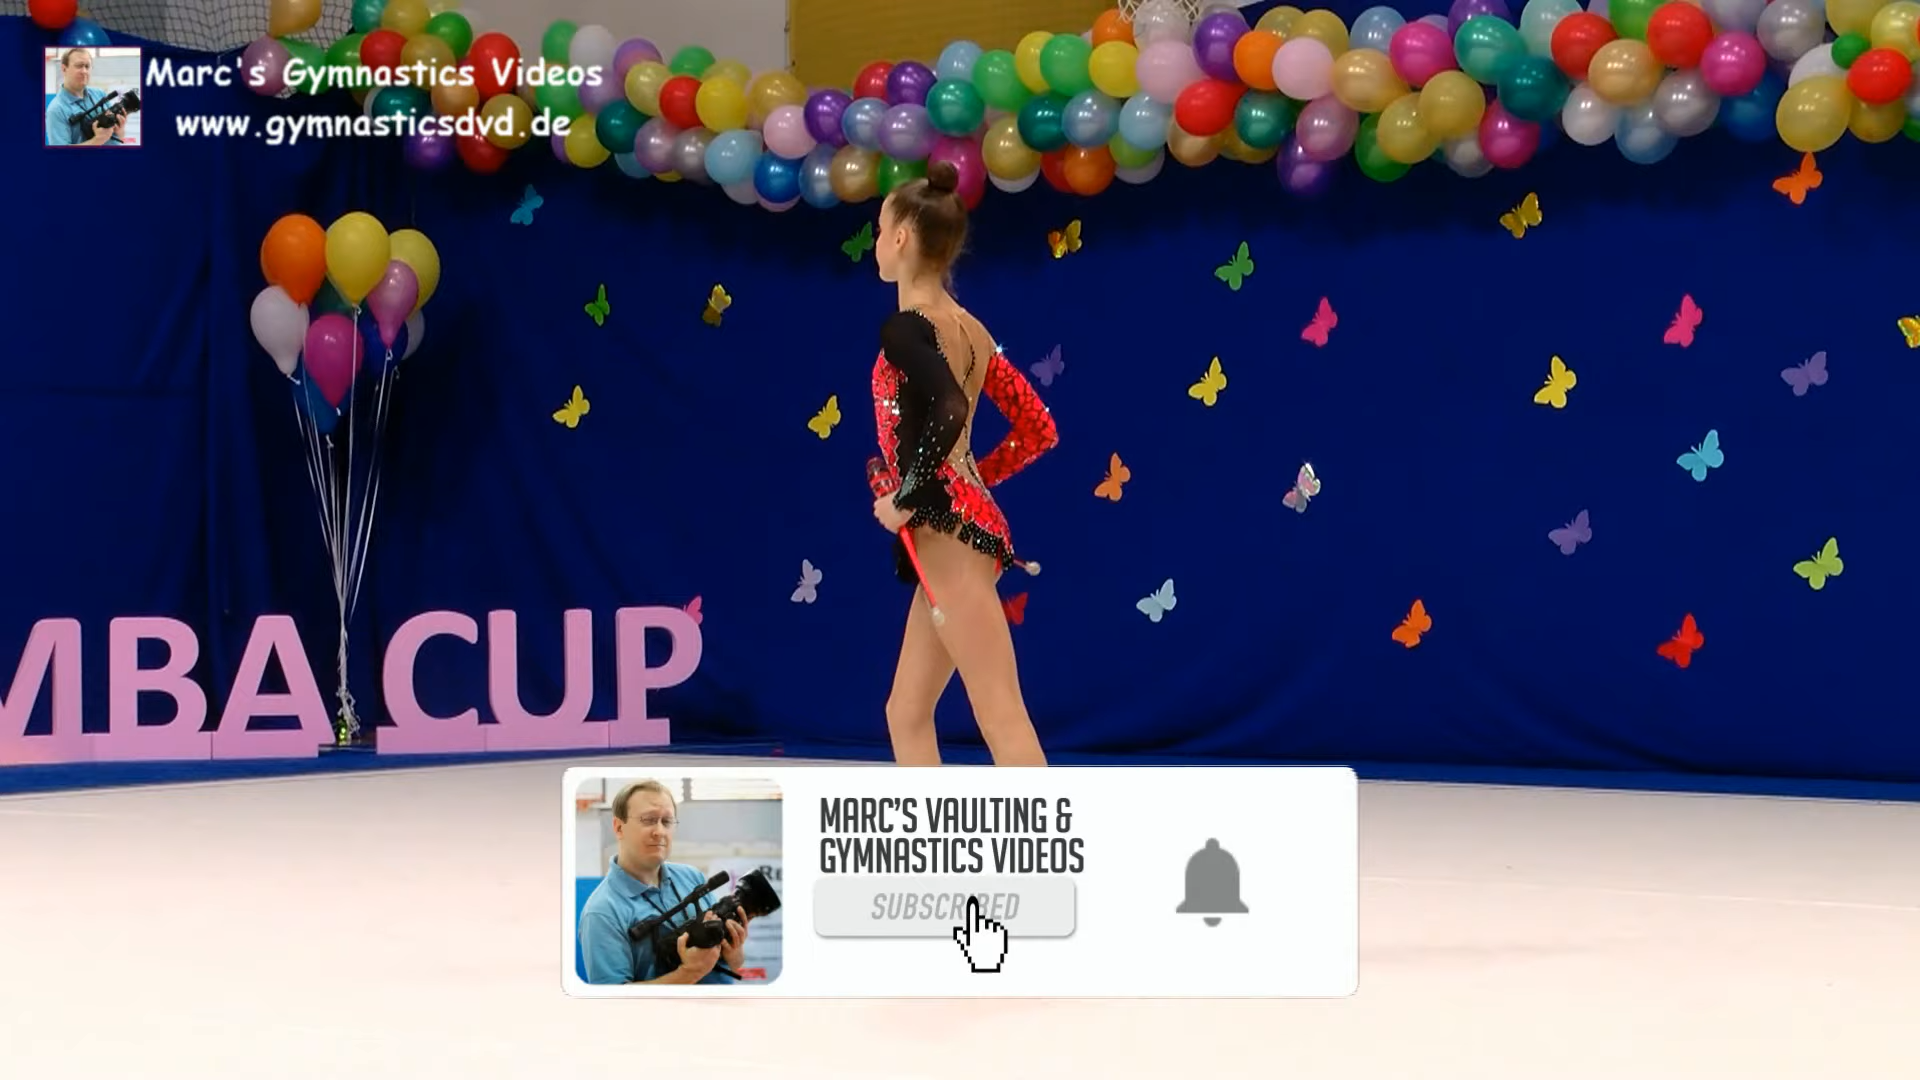 Marc's Gymnastics Videos
www.gymnasticsdvd.de
MBA CUP
MARC'S VAULTING &
GYMNASTICS VIDEOS
SUBSCRIBED